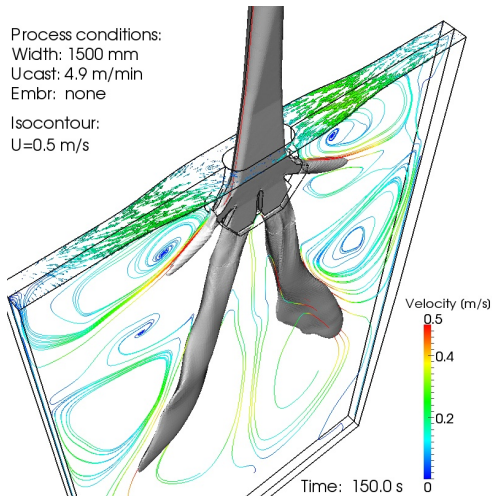 Process conditions:
Width: 1500 mm
Ucast: 4.9 m/min
Embr: none
Isocontour:
U=0.5 m/s
Velocity (m/s)
0.5
0.4
0.2
0
Time: 150.0 s